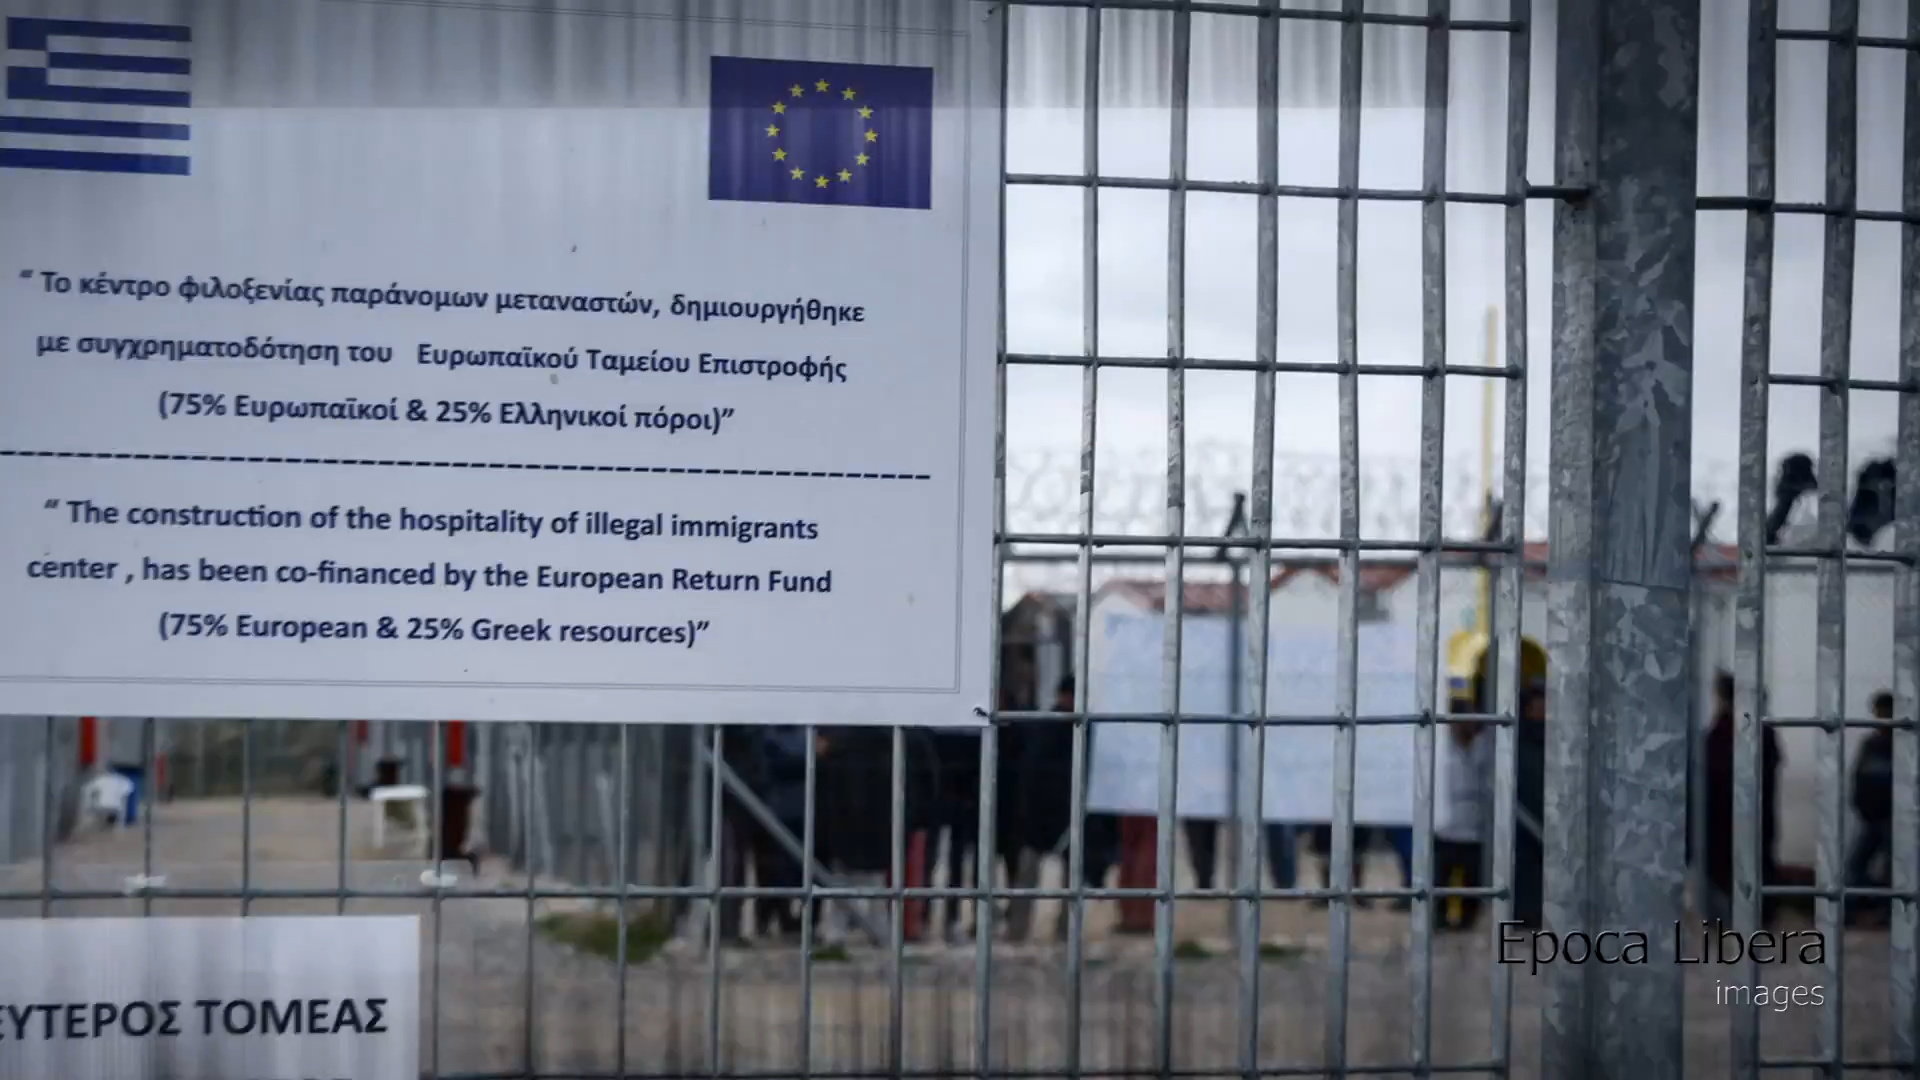 “ Το κέντρο φιλοξενίας παράνομων μεταναστών, δημιουργήθηκε
με συγχρηματοδότηση του Ευρωπαϊκού Ταμείου Επιστροφής
(75% Ευρωπαϊκοί & 25% Ελληνικοί πόροι)”
“ The construction of the hospitality of illegal immigrants
center , has been co-financed by the European Return Fund
(75% European & 25% Greek resources)”
ΕΥΤΕΡΟΣ ΤΟΜΕΑΣ
Epoca Libera
images